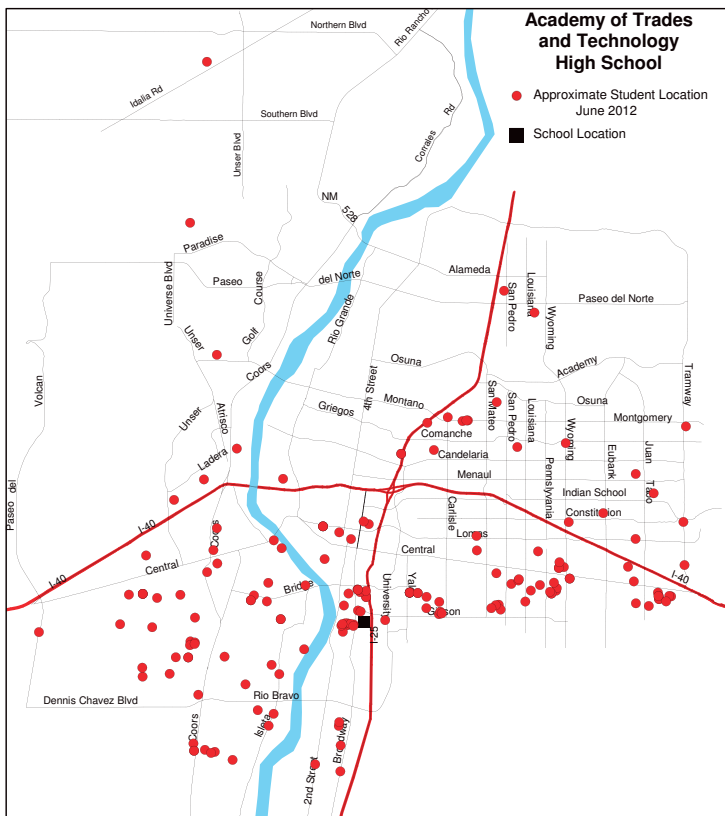 Academy of Trades
and Technology
High School
Approximate Student Location
June 2012
School Location
Northern Blvd
Rio Rancho
Idalia Rd
Southern Blvd
Unser Blvd
Corrales
Rd
NM
528
Paradise
Universe Blvd
Paseo
del Norte
Course
Golf
Alameda
San Pedro
Louisiana
Wyoming
Paseo del Norte
Rio Grande
Unser
Coors
Volcan
Paseo del
Osuna
Academy
Tramway
4th Street
Montano
Griegos
Atrisco
Unser
Ladera
San Mateo
San Pedro
Louisiana
Osuna
Montgomery
Comanche
Candelaria
Menaul
Wyoming
Pennsylvania
Eubank
Juan
Tabo
Indian School
Constitution
Carlisle
Lomas
Central
I-40
I-40
I-40
Coors
Central
Bridge
University
Yale
Gibson
I-25
Dennis Chavez Blvd
Rio Bravo
Coors
Isleta
2nd Street
Broadway